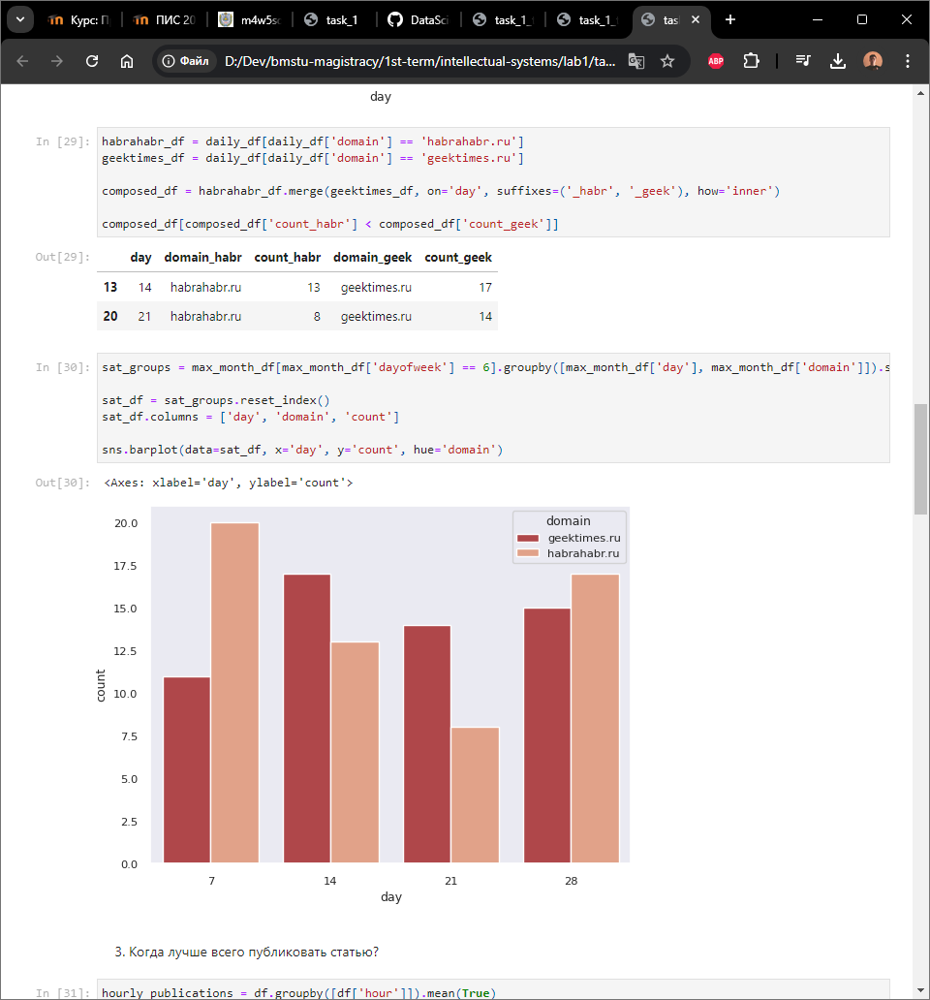 Курс: П
ПИС 20
m4w5sc
task_1
DataSci
task_1_
task_1_
tas
Файл
D:/Dev/bmstu-magistracy/1st-term/intellectual-systems/lab1/ta...
ABP
day
In [29]:
habrahabr_df = daily_df[daily_df['domain'] == 'habrahabr.ru']
geektimes_df = daily_df[daily_df['domain'] == 'geektimes.ru']
composed_df = habrahabr_df.merge(geektimes_df, on='day', suffixes=('_habr', '_geek'), how='inner')
composed_df[composed_df['count_habr'] < composed_df['count_geek']]
Out[29]:
day domain_habr count_habr domain_geek count_geek
13 14 habrahabr.ru 13 geektimes.ru 17
20 21 habrahabr.ru 8 geektimes.ru 14
In [30]:
sat_groups = max_month_df[max_month_df['dayofweek'] == 6].groupby([max_month_df['day'], max_month_df['domain']]).s
sat_df = sat_groups.reset_index()
sat_df.columns = ['day', 'domain', 'count']
sns.barplot(data=sat_df, x='day', y='count', hue='domain')
Out[30]:
<Axes: xlabel='day', ylabel='count'>
domain
geektimes.ru
habrahabr.ru
20.0
17.5
15.0
12.5
10.0
7.5
5.0
2.5
0.0
count
7 14 21 28
day
3. Когда лучше всего публиковать статью?
In [31]:
hourly_publications = df.groupby([df['hour']]).mean(True)